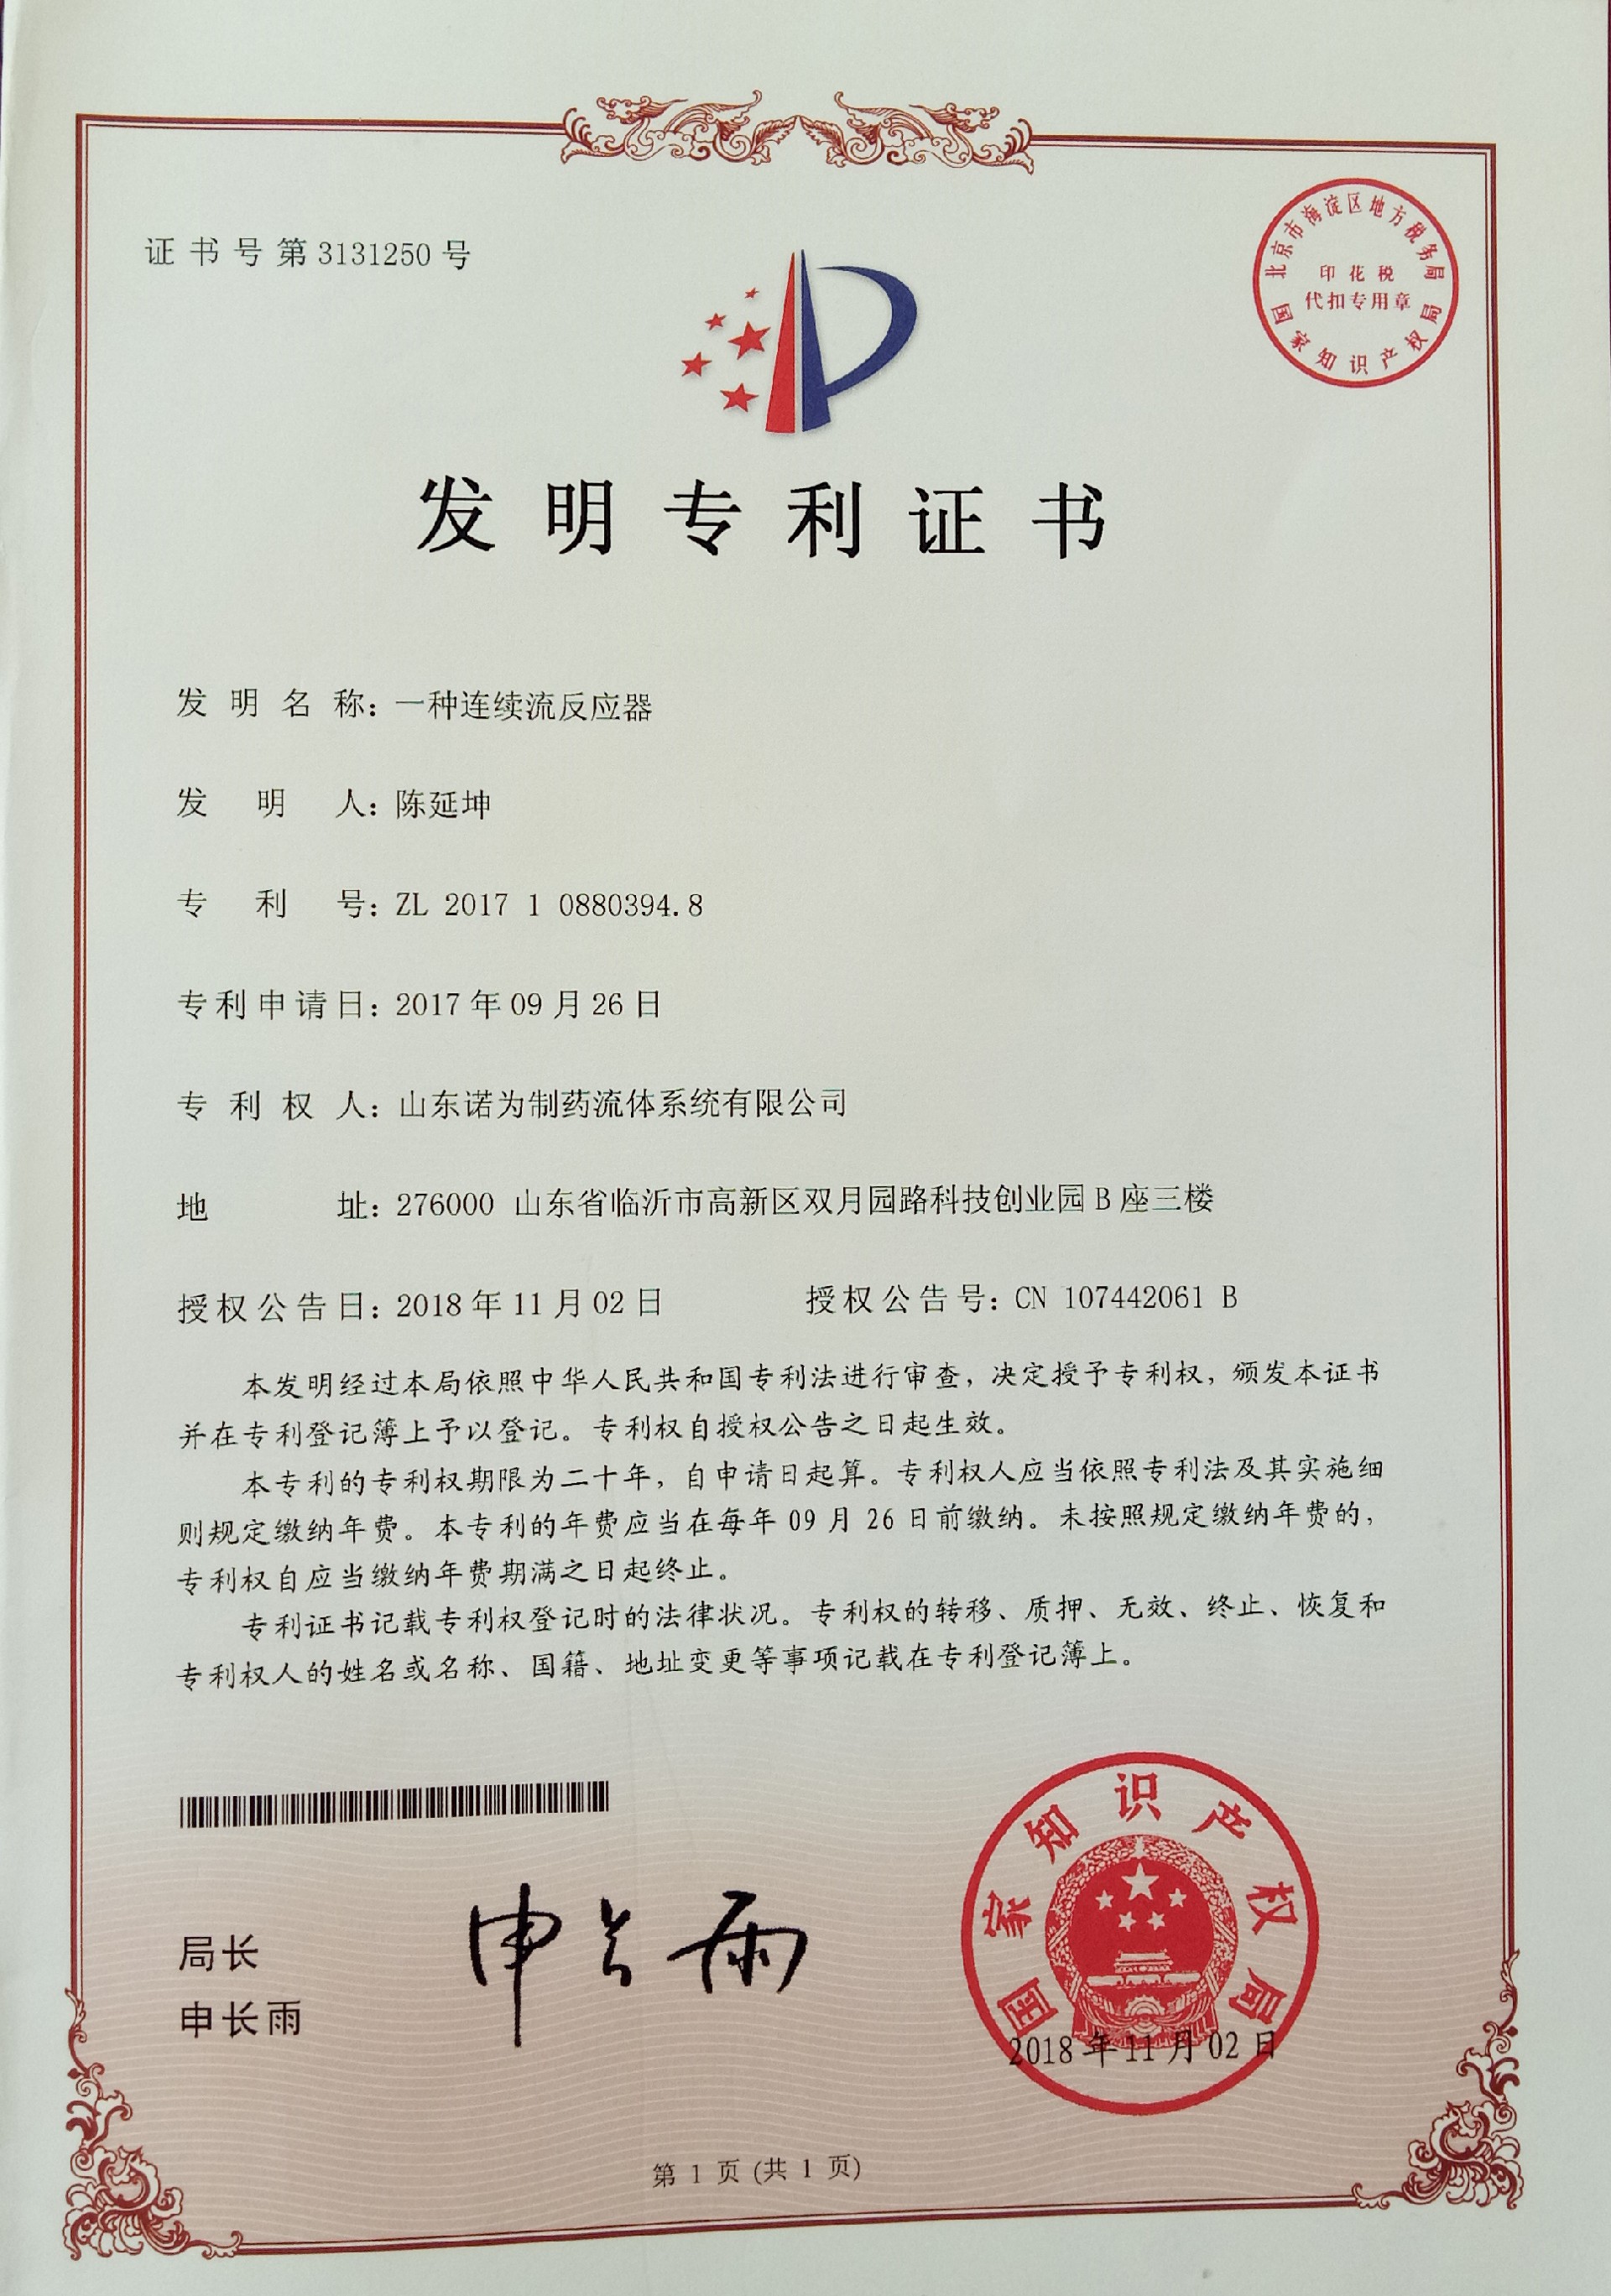 证书号第3131250号
北京市海淀区地方税务局
印花税
代扣专用章
国家知识产权局
发明专利证书
发明名称：一种连续流反应器
发明人：陈延坤
专利号：ZL 2017 1 0880394.8
专利申请日：2017年09月26日
专利权人：山东诺为制药流体系统有限公司
地址：276000 山东省临沂市高新区双月园路科技创业园B座三楼
授权公告日：2018年11月02日 授权公告号：CN 107442061 B
本发明经过本局依照中华人民共和国专利法进行审查，决定授予专利权，颁发本证书
并在专利登记簿上予以登记。专利权自授权公告之日起生效。
本专利的专利权期限为二十年，自申请日起算。专利权人应当依照专利法及其实施细
则规定缴纳年费。本专利的年费应当在每年09月26日前缴纳。未按照规定缴纳年费的，
专利权自应当缴纳年费期满之日起终止。
专利证书记载专利权登记时的法律状况。专利权的转移、质押、无效、终止、恢复和
专利权人的姓名或名称、国籍、地址变更等事项记载在专利登记簿上。
局长
申长雨
申长雨
国家知识产权局
2018年11月02日
第1页(共1页)